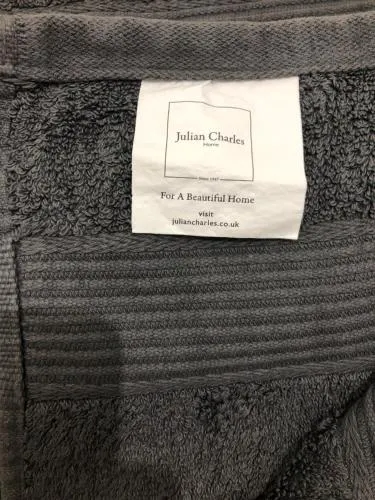 Julian Charles
Home
Since 1947
For A Beautiful Home
visit
juliancharles.co.uk